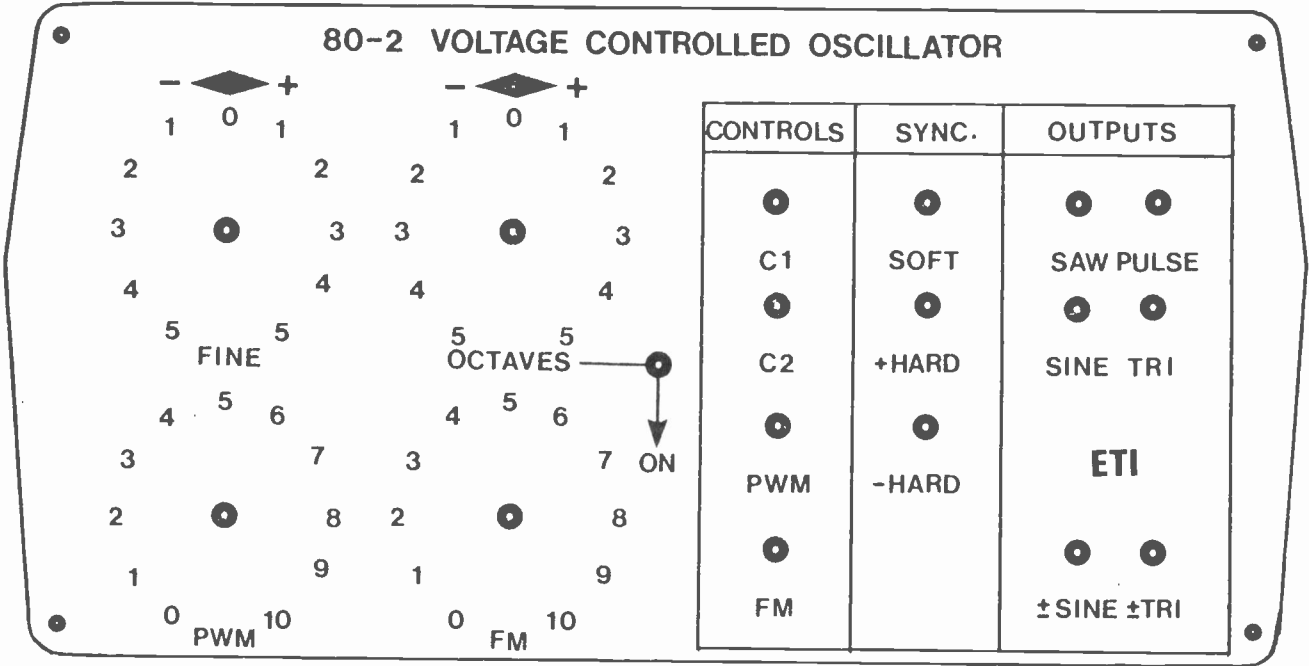 80-2 VOLTAGE CONTROLLED OSCILLATOR
- +
1 0 1
2 2
3 3
4 4
5 5
FINE
- +
1 0 1
2 2
3 3
4 4
5 5
OCTAVES
ON
4 5 6
3 7
2 8
1 9
0 10
PWM
4 5 6
3 7
2 8
1 9
0 10
FM
CONTROLS SYNC. OUTPUTS
C1 SOFT SAW PULSE
C2 +HARD SINE TRI
PWM -HARD ETI
FM ±SINE ±TRI